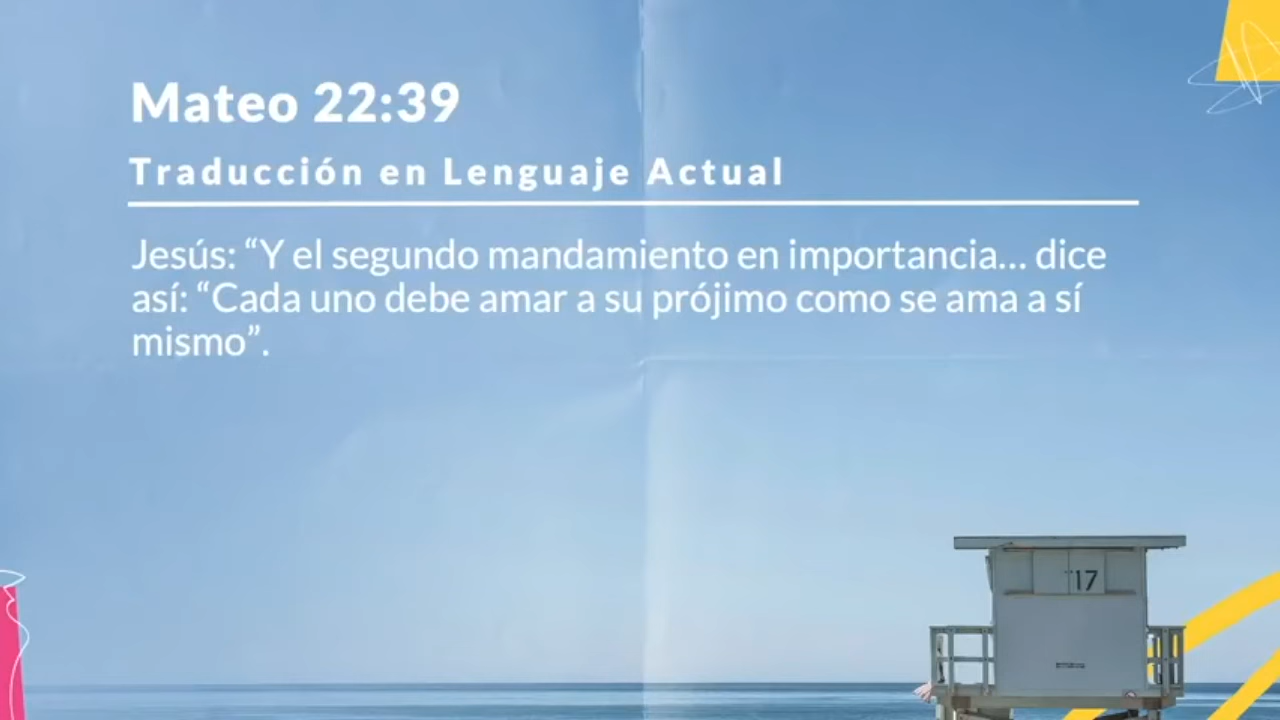 Mateo 22:39
Traducción en Lenguaje Actual
Jesús: “Y el segundo mandamiento en importancia... dice
así: “Cada uno debe amar a su prójimo como se ama a sí
mismo”.
17